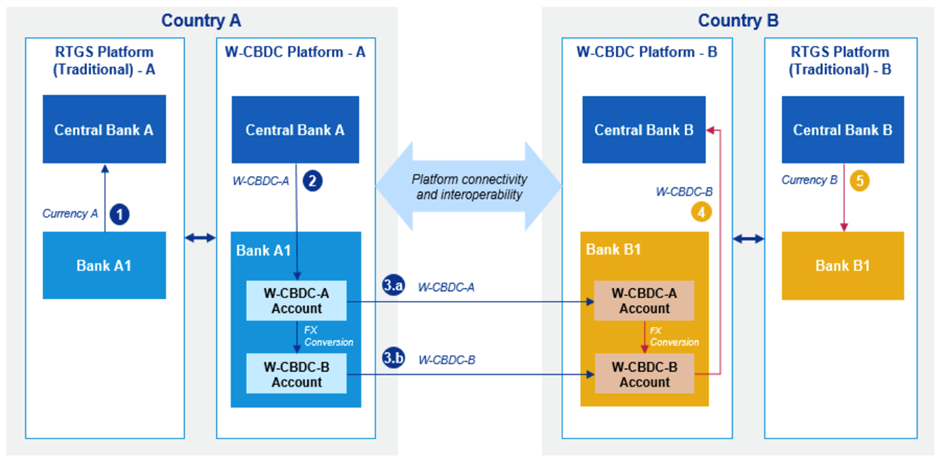 Country A
Country B
RTGS Platform
(Traditional) - A
W-CBDC Platform - A
W-CBDC Platform - B
RTGS Platform
(Traditional) - B
Central Bank A
Central Bank A
Central Bank B
Central Bank B
W-CBDC-A
2
Platform connectivity
and interoperability
W-CBDC-B
4
Currency B
5
Currency A
1
Bank A1
Bank A1
Bank B1
Bank B1
W-CBDC-A
Account
3.a
W-CBDC-A
W-CBDC-A
Account
FX
Conversion
FX
Conversion
W-CBDC-B
Account
3.b
W-CBDC-B
W-CBDC-B
Account